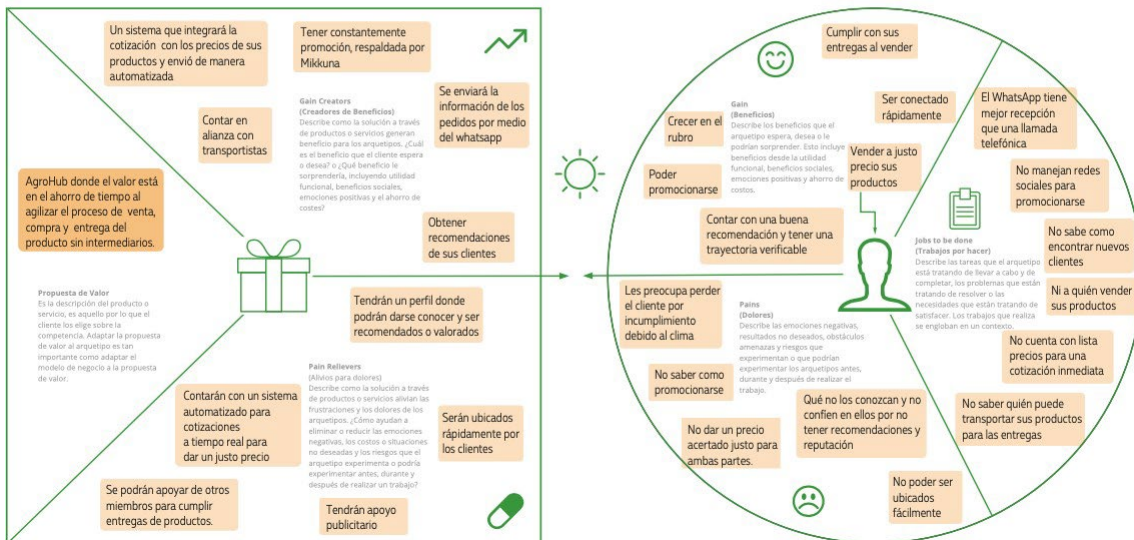 Un sistema que integrará la
cotización con los precios de sus
productos y envió de manera
automatizada
Tener constantemente
promoción, respaldada por
Mikkuna
Contar en
alianza con
transportistas
Gain Creators
(Creadores de Beneficios)
Describe como la solución a través
de productos o servicios generan
beneficio para los arquetipos. ¿Cuál
es el beneficio que el cliente espera
o desea? o ¿Qué beneficio le
sorprendería, incluyendo utilidad
funcional, beneficios sociales,
emociones positivas y el ahorro de
costes?
Se enviará la
información de los
pedidos por medio
del whatsapp
AgroHub donde el valor está
en el ahorro de tiempo al
agilizar el proceso de venta,
compra y entrega del
producto sin intermediarios.
Obtener
recomendaciones
de sus clientes
Propuesta de Valor
Es la descripción del producto o
servicio, es aquello por lo que el
cliente los elige sobre la
competencia. Adaptar la propuesta
de valor al arquetipo es tan
importante como adaptar el
modelo de negocio a la propuesta
de valor.
Tendrán un perfil donde
podrán darse conocer y ser
recomendados o valorados
Pain Relievers
(Alivios para dolores)
Describe como la solución a través
de productos o servicios alivian las
frustraciones y los dolores de los
arquetipos. ¿Cómo ayudan a
eliminar o reducir las emociones
negativas, los costos o situaciones
no deseadas y los riesgos que el
arquetipo experimenta o podría
experimentar antes, durante y
después de realizar un trabajo?
Contarán con un sistema
automatizado para
cotizaciones
a tiempo real para
dar un justo precio
Serán ubicados
rápidamente por
los clientes
Se podrán apoyar de otros
miembros para cumplir
entregas de productos.
Tendrán apoyo
publicitario
Cumplir con sus
entregas al vender
Crecer en el
rubro
Gain
(Beneficios)
Describe los beneficios que el
arquetipo espera, desea o le
podrían sorprender. Esto incluye
beneficios desde la utilidad
funcional, beneficios sociales,
emociones positivas y ahorro de
costos.
Ser conectado
rápidamente
Poder
promocionarse
Vender a justo
precio sus
productos
Contar con una buena
recomendación y tener una
trayectoria verificable
El WhatsApp tiene
mejor recepción
que una llamada
telefónica
No manejan redes
sociales para
promocionarse
Jobs to be done
(Trabajos por hacer)
Describe las tareas que el arquetipo
está tratando de llevar a cabo y de
completar, los problemas que están
tratando de resolver o las
necesidades que están tratando de
satisfacer. Los trabajos que realiza
se engloban en un contexto.
No sabe como
encontrar nuevos
clientes
Ni a quién vender
sus productos
No cuenta con lista
precios para una
cotización inmediata
No saber quién puede
transportar sus productos
para las entregas
Les preocupa perder
el cliente por
incumplimiento
debido al clima
Pains
(Dolores)
Describe las emociones negativas,
resultados no deseados, obstáculos
amenazas y riesgos que
experimentan o que podrían
experimentar los arquetipos antes,
durante y después de realizar el
trabajo.
No saber como
promocionarse
Qué no los conozcan y no
confíen en ellos por no
tener recomendaciones y
reputación
No dar un precio
acertado justo para
ambas partes.
No poder ser
ubicados
fácilmente